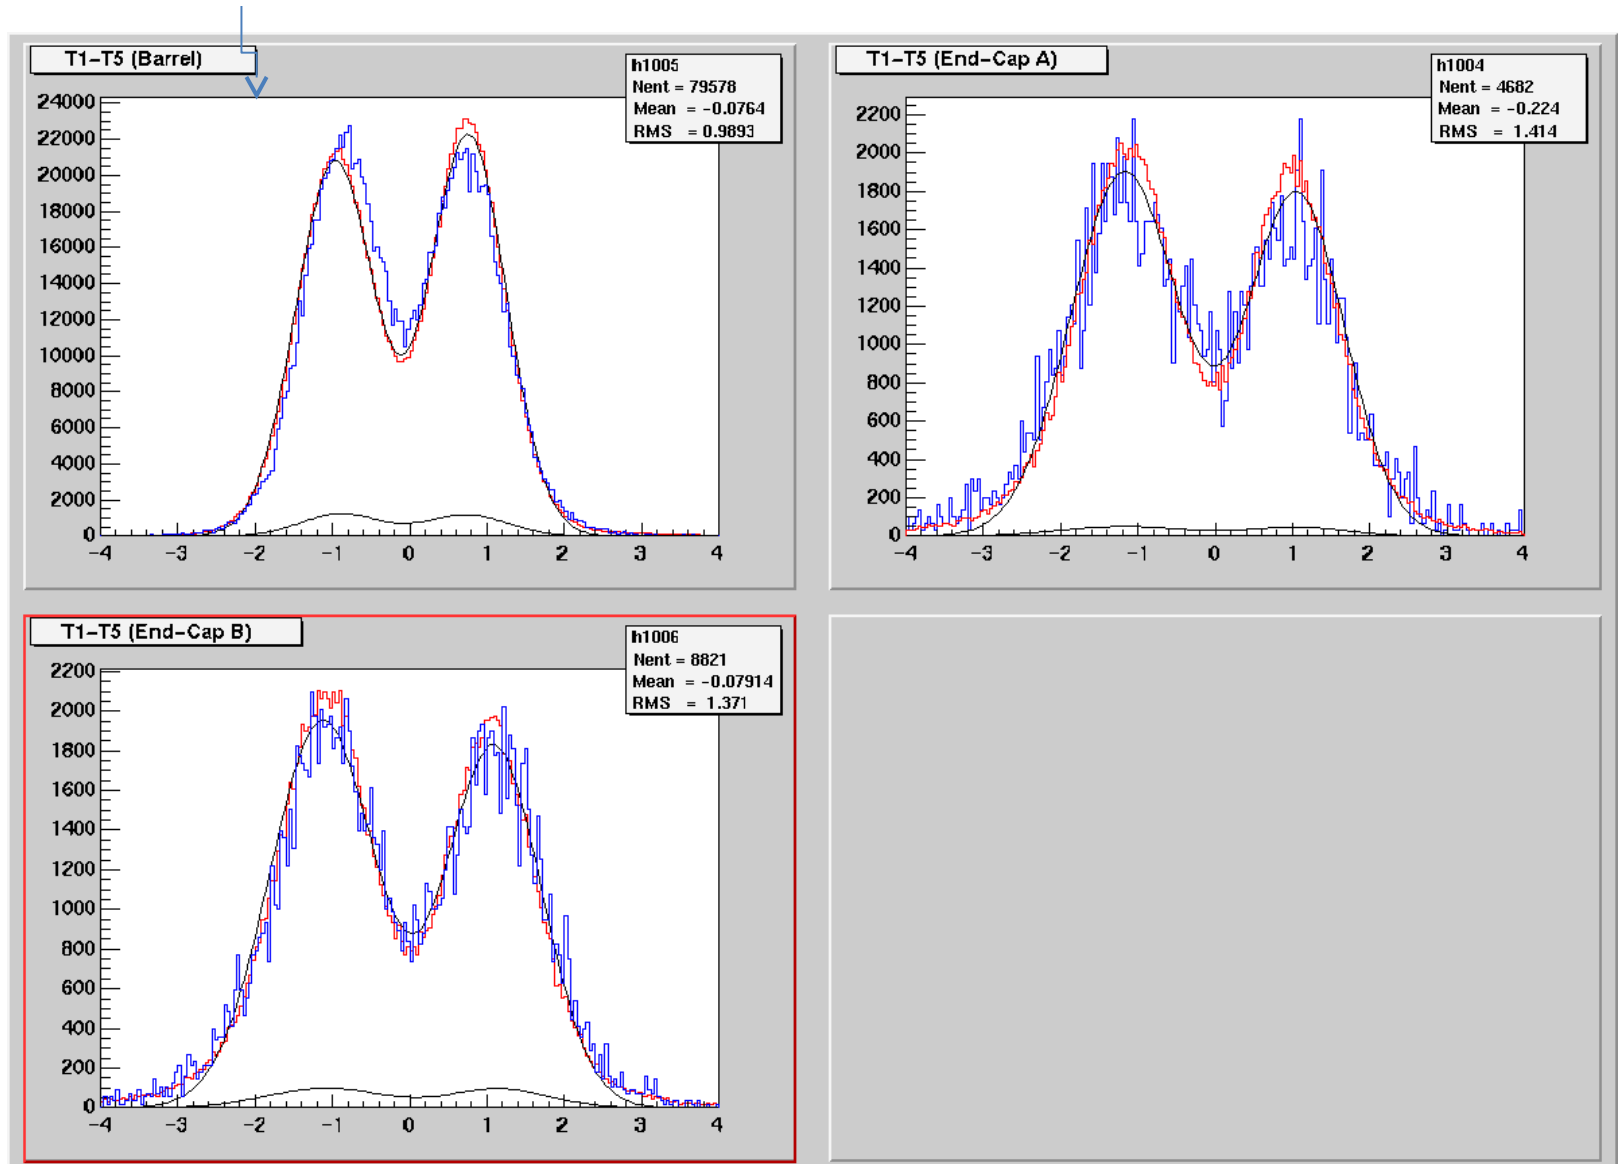 T1-T5 (Barrel)
h1005
Nent = 79578
Mean = -0.0764
RMS = 0.9893
24000
22000
20000
18000
16000
14000
12000
10000
8000
6000
4000
2000
0
-4 -3 -2 -1 0 1 2 3 4
T1-T5 (End-Cap A)
h1004
Nent = 4682
Mean = -0.224
RMS = 1.414
2200
2000
1800
1600
1400
1200
1000
800
600
400
200
0
-4 -3 -2 -1 0 1 2 3 4
T1-T5 (End-Cap B)
h1006
Nent = 8821
Mean = -0.07914
RMS = 1.371
2200
2000
1800
1600
1400
1200
1000
800
600
400
200
0
-4 -3 -2 -1 0 1 2 3 4